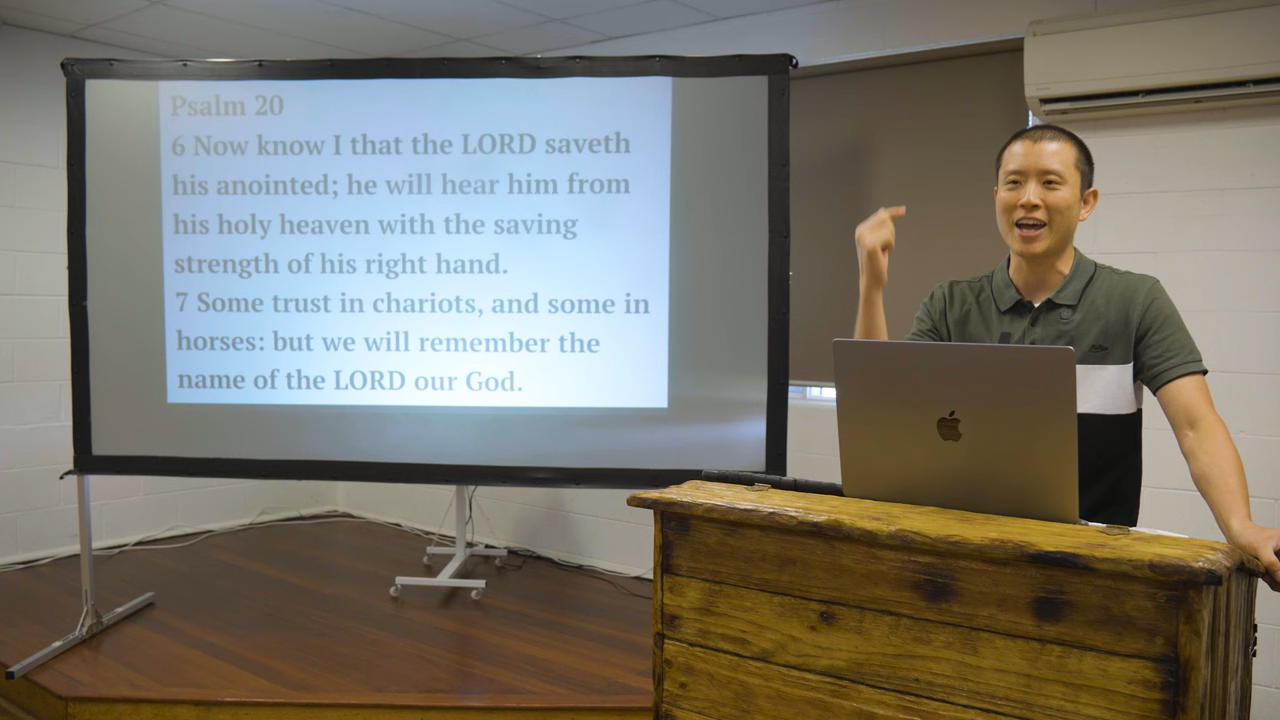 Psalm 20
6 Now know I that the LORD saveth
his anointed; he will hear him from
his holy heaven with the saving
strength of his right hand.
7 Some trust in chariots, and some in
horses: but we will remember the
name of the LORD our God.